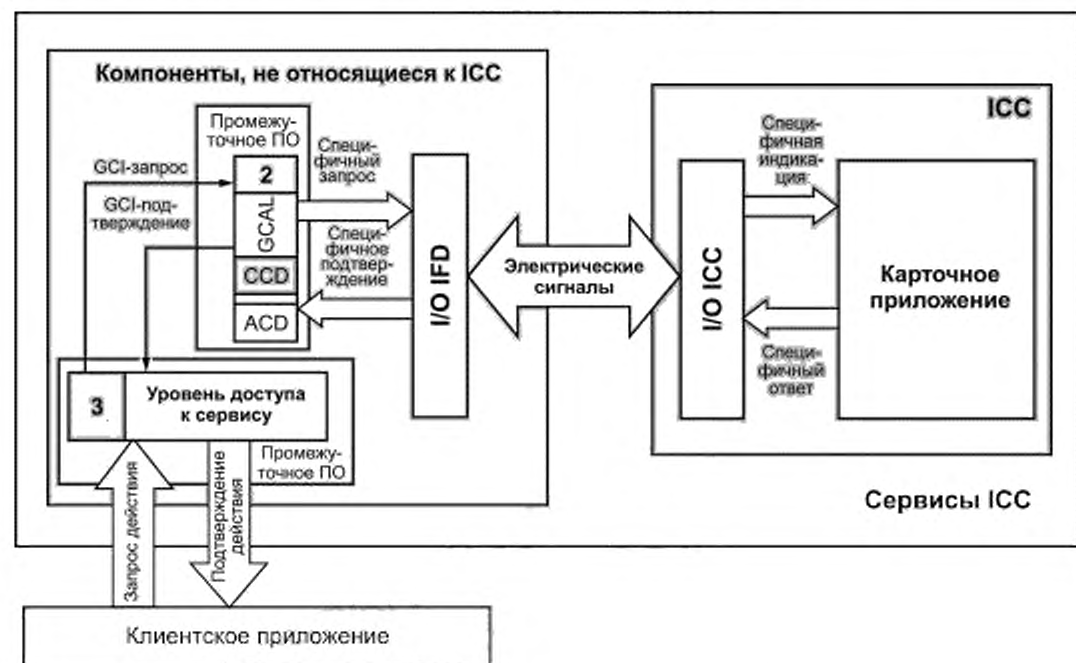 Компоненты, не относящиеся к ICC
Промежу-
точное ПО
GCI-запрос
GCI-под-
тверждение
2
GCAL
CCD
ACD
Специ-
фичный
запрос
Специ-
фичное
подтвер-
ждение
I/O IFD
Электрические
сигналы
ICC
Специ-
фичная
индика-
ция
I/O ICC
Карточное
приложение
Специ-
фичный
ответ
3
Уровень доступа
к сервису
Промежу-
точное ПО
Запрос действия
Подтверждение
действия
Сервисы ICC
Клиентское приложение